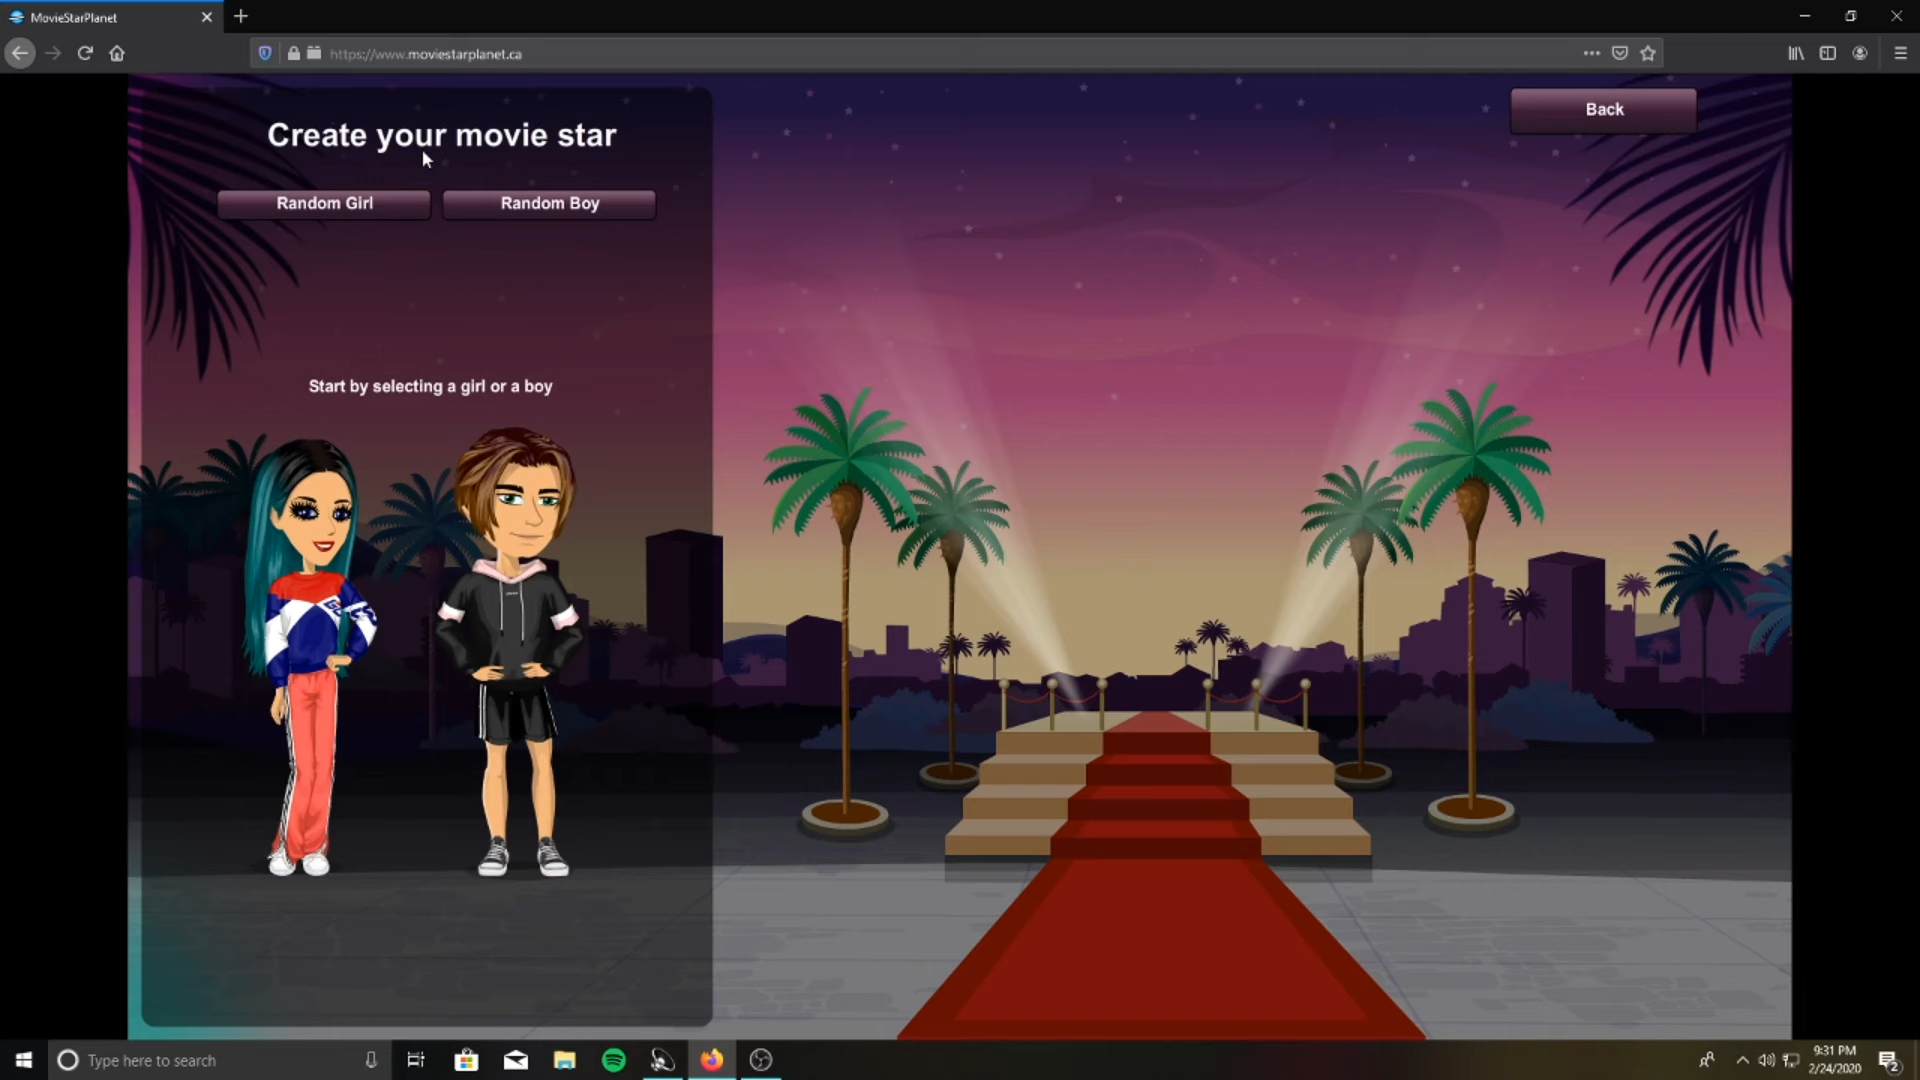 MovieStarPlanet
https://www.moviestarplanet.ca
Create your movie star
Back
Random Girl
Random Boy
Start by selecting a girl or a boy
Type here to search
9:31 PM
2/24/2020
2